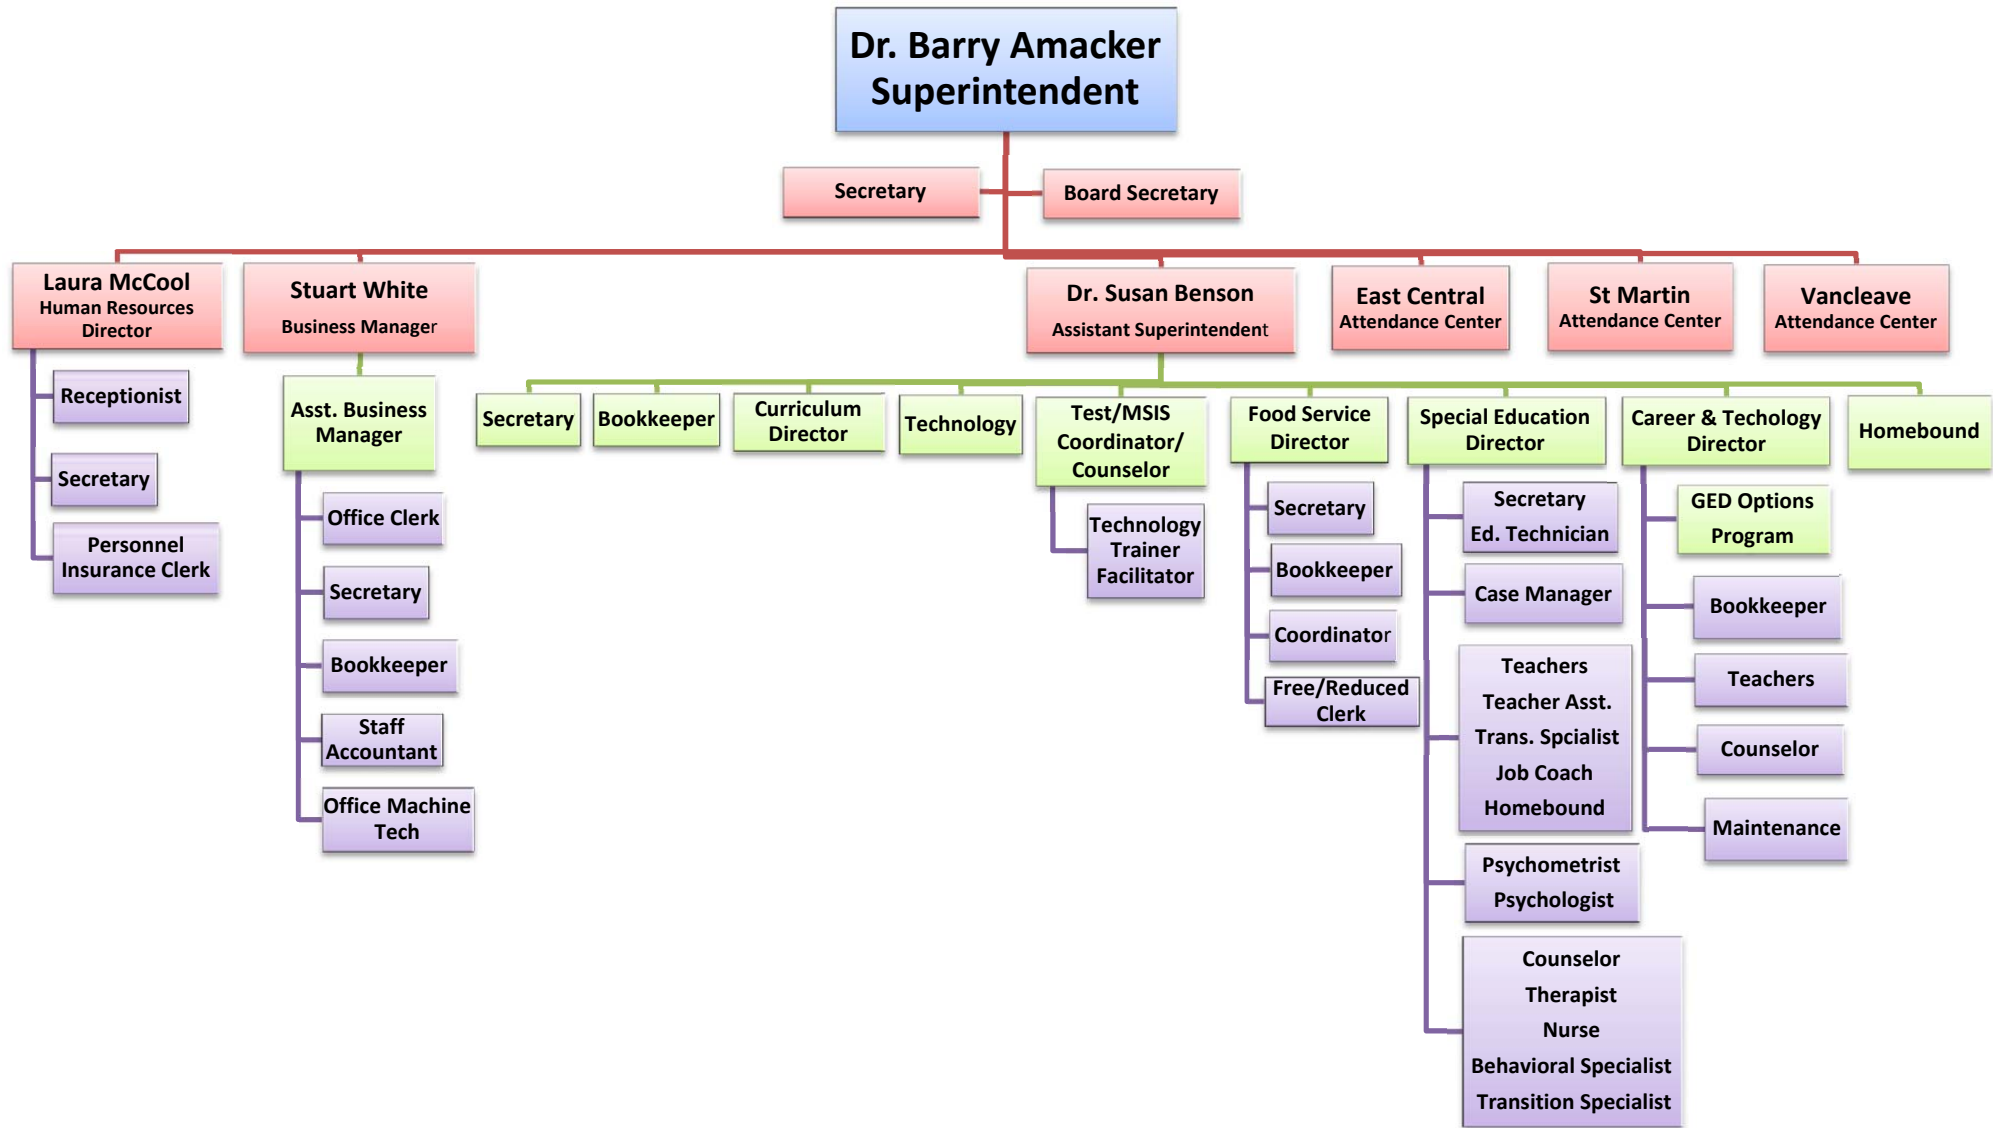 Dr. Barry Amacker
Superintendent
Secretary
Board Secretary
Laura McCool
Human Resources
Director
Stuart White
Business Manager
Dr. Susan Benson
Assistant Superintendent
East Central
Attendance Center
St Martin
Attendance Center
Vancleave
Attendance Center
Receptionist
Secretary
Personnel
Insurance Clerk
Asst. Business
Manager
Office Clerk
Secretary
Bookkeeper
Staff
Accountant
Office Machine
Tech
Secretary
Bookkeeper
Curriculum
Director
Technology
Test/MSIS
Coordinator/
Counselor
Technology
Trainer
Facilitator
Food Service
Director
Secretary
Bookkeeper
Coordinator
Free/Reduced
Clerk
Special Education
Director
Secretary
Ed. Technician
Case Manager
Teachers
Teacher Asst.
Trans. Spcialist
Job Coach
Homebound
Psychometrist
Psychologist
Counselor
Therapist
Nurse
Behavioral Specialist
Transition Specialist
Career & Techology
Director
GED Options
Program
Bookkeeper
Teachers
Counselor
Maintenance
Homebound